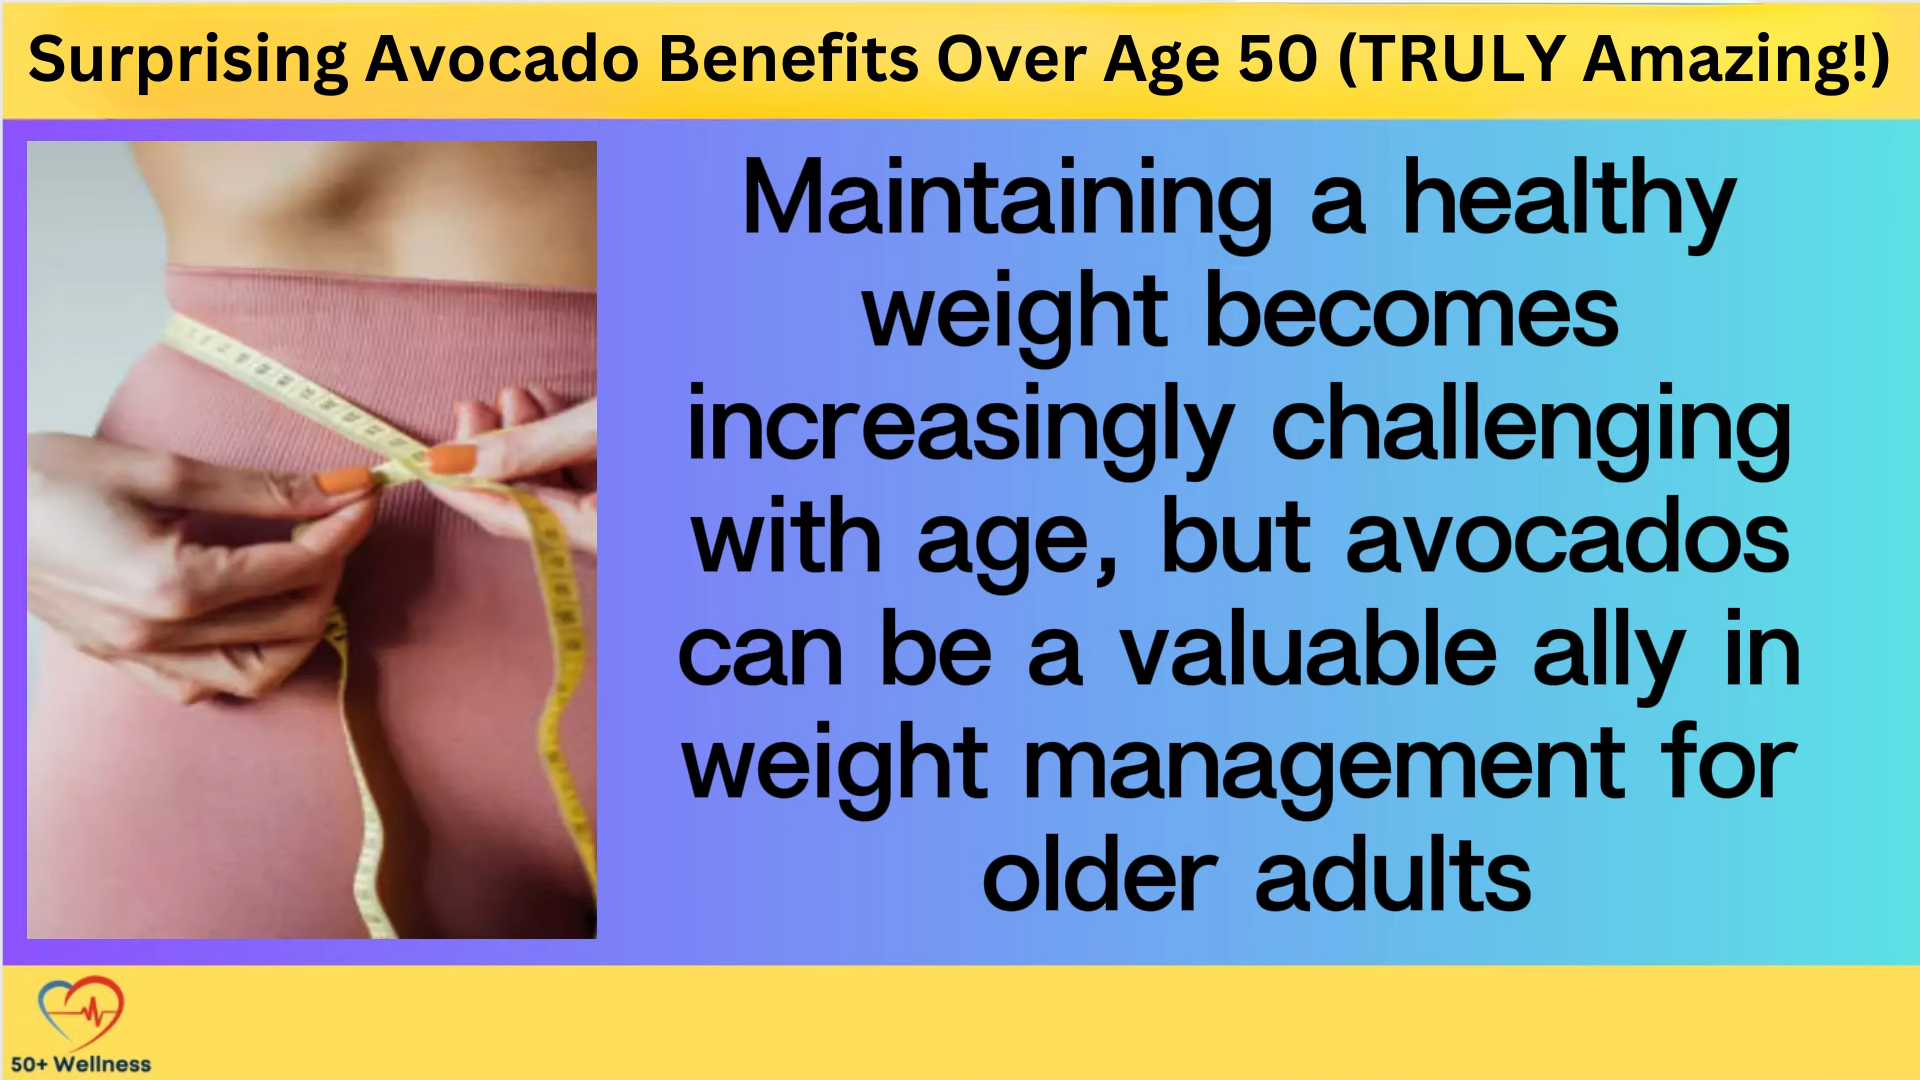 Surprising Avocado Benefits Over Age 50 (TRULY Amazing!)
Maintaining a healthy
weight becomes
increasingly challenging
with age, but avocados
can be a valuable ally in
weight management for
older adults
50+ Wellness